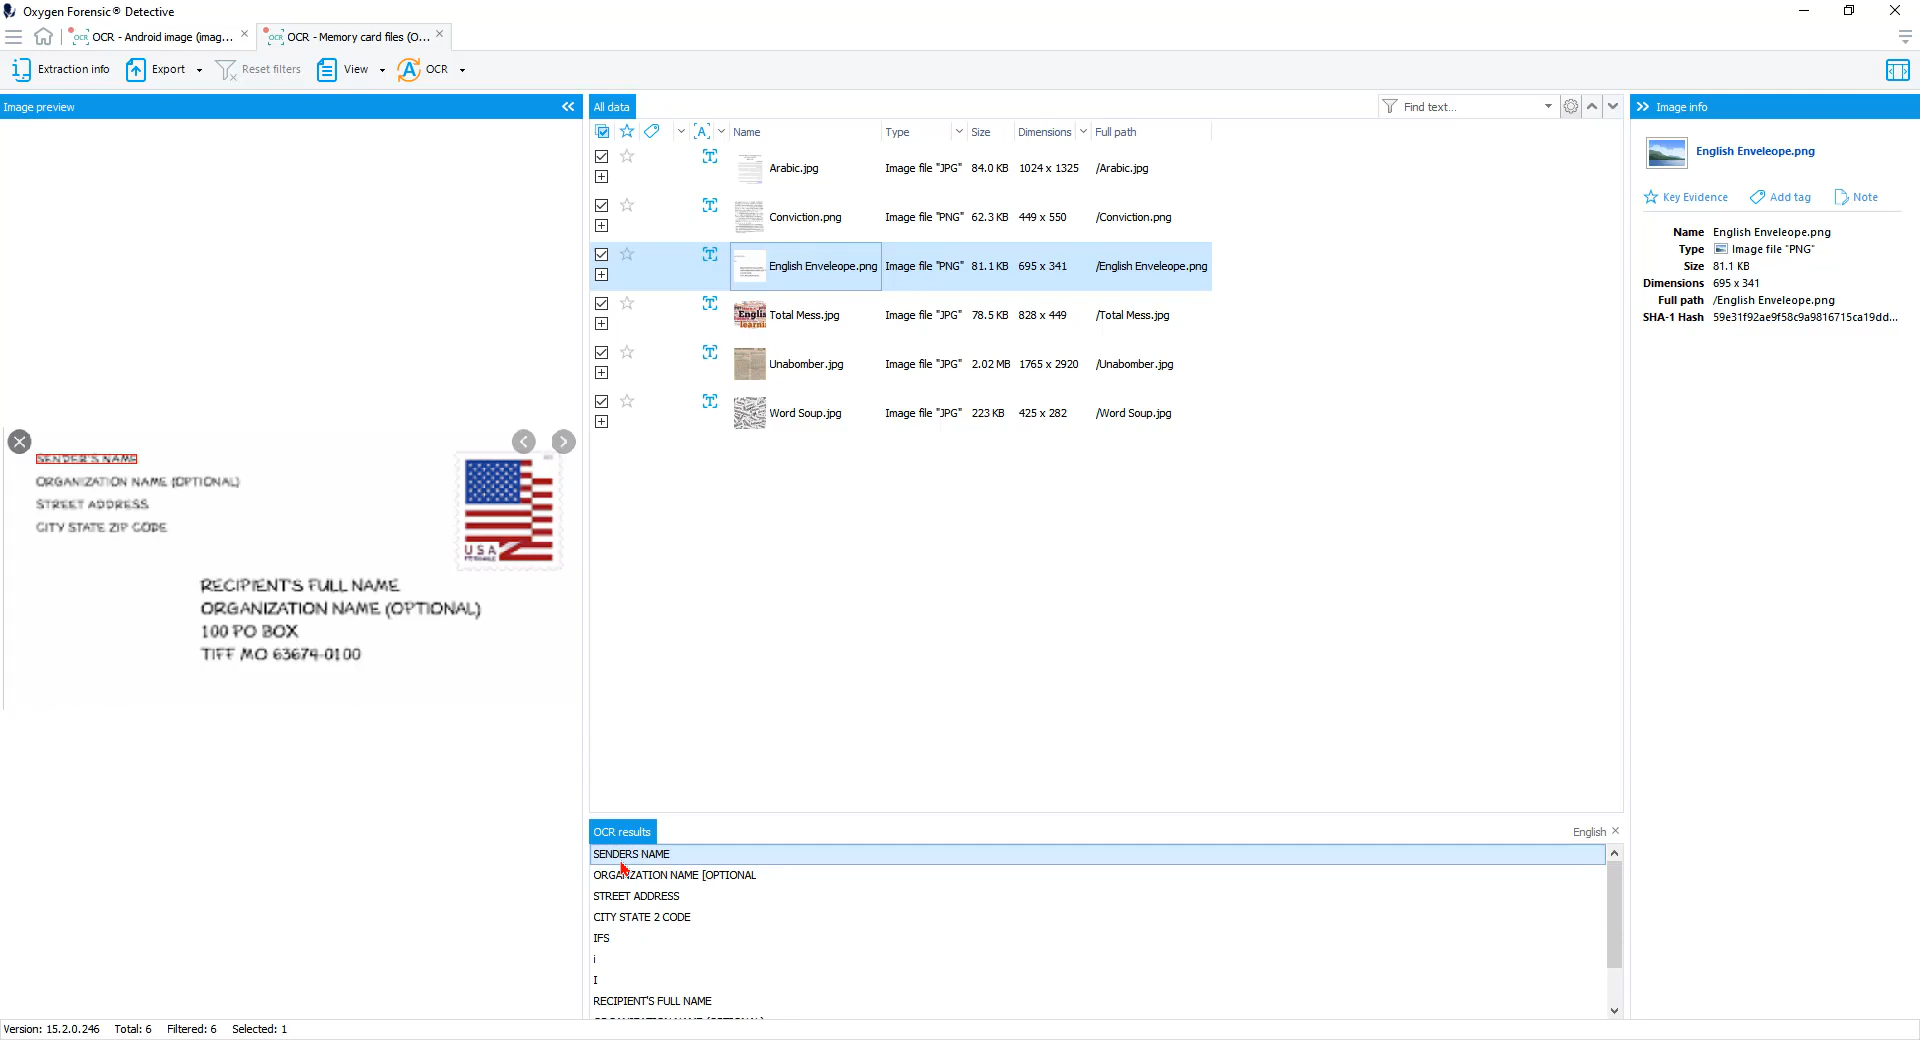 Oxygen Forensic® Detective
OCR - Android image (imag...
OCR - Memory card files (O...
Extraction info
Export
Reset filters
View
OCR
Image preview
SENDER'S NAME
ORGANIZATION NAME (OPTIONAL)
STREET ADDRESS
CITY STATE ZIP CODE
USA
RECIPIENT'S FULL NAME
ORGANIZATION NAME (OPTIONAL)
100 PO BOX
TIFF MO 63674-0100
All data
Find text...
Name Type Size Dimensions Full path
Arabic.jpg Image file "JPG" 84.0 KB 1024 x 1325 /Arabic.jpg
Conviction.png Image file "PNG" 62.3 KB 449 x 550 /Conviction.png
English Enveleope.png Image file "PNG" 81.1 KB 695 x 341 /English Enveleope.png
Total Mess.jpg Image file "JPG" 78.5 KB 828 x 449 /Total Mess.jpg
Unabomber.jpg Image file "JPG" 2.02 MB 1765 x 2920 /Unabomber.jpg
Word Soup.jpg Image file "JPG" 223 KB 425 x 282 /Word Soup.jpg
OCR results
English
SENDERS NAME
ORGANZATION NAME [OPTIONAL
STREET ADDRESS
CITY STATE 2 CODE
IFS
i
I
RECIPIENT'S FULL NAME
Image info
English Enveleope.png
Key Evidence
Add tag
Note
Name English Enveleope.png
Type Image file "PNG"
Size 81.1 KB
Dimensions 695 x 341
Full path /English Enveleope.png
SHA-1 Hash 59e31f92ae9f58c9a9816715ca19dd...
Version: 15.2.0.246 Total: 6 Filtered: 6 Selected: 1